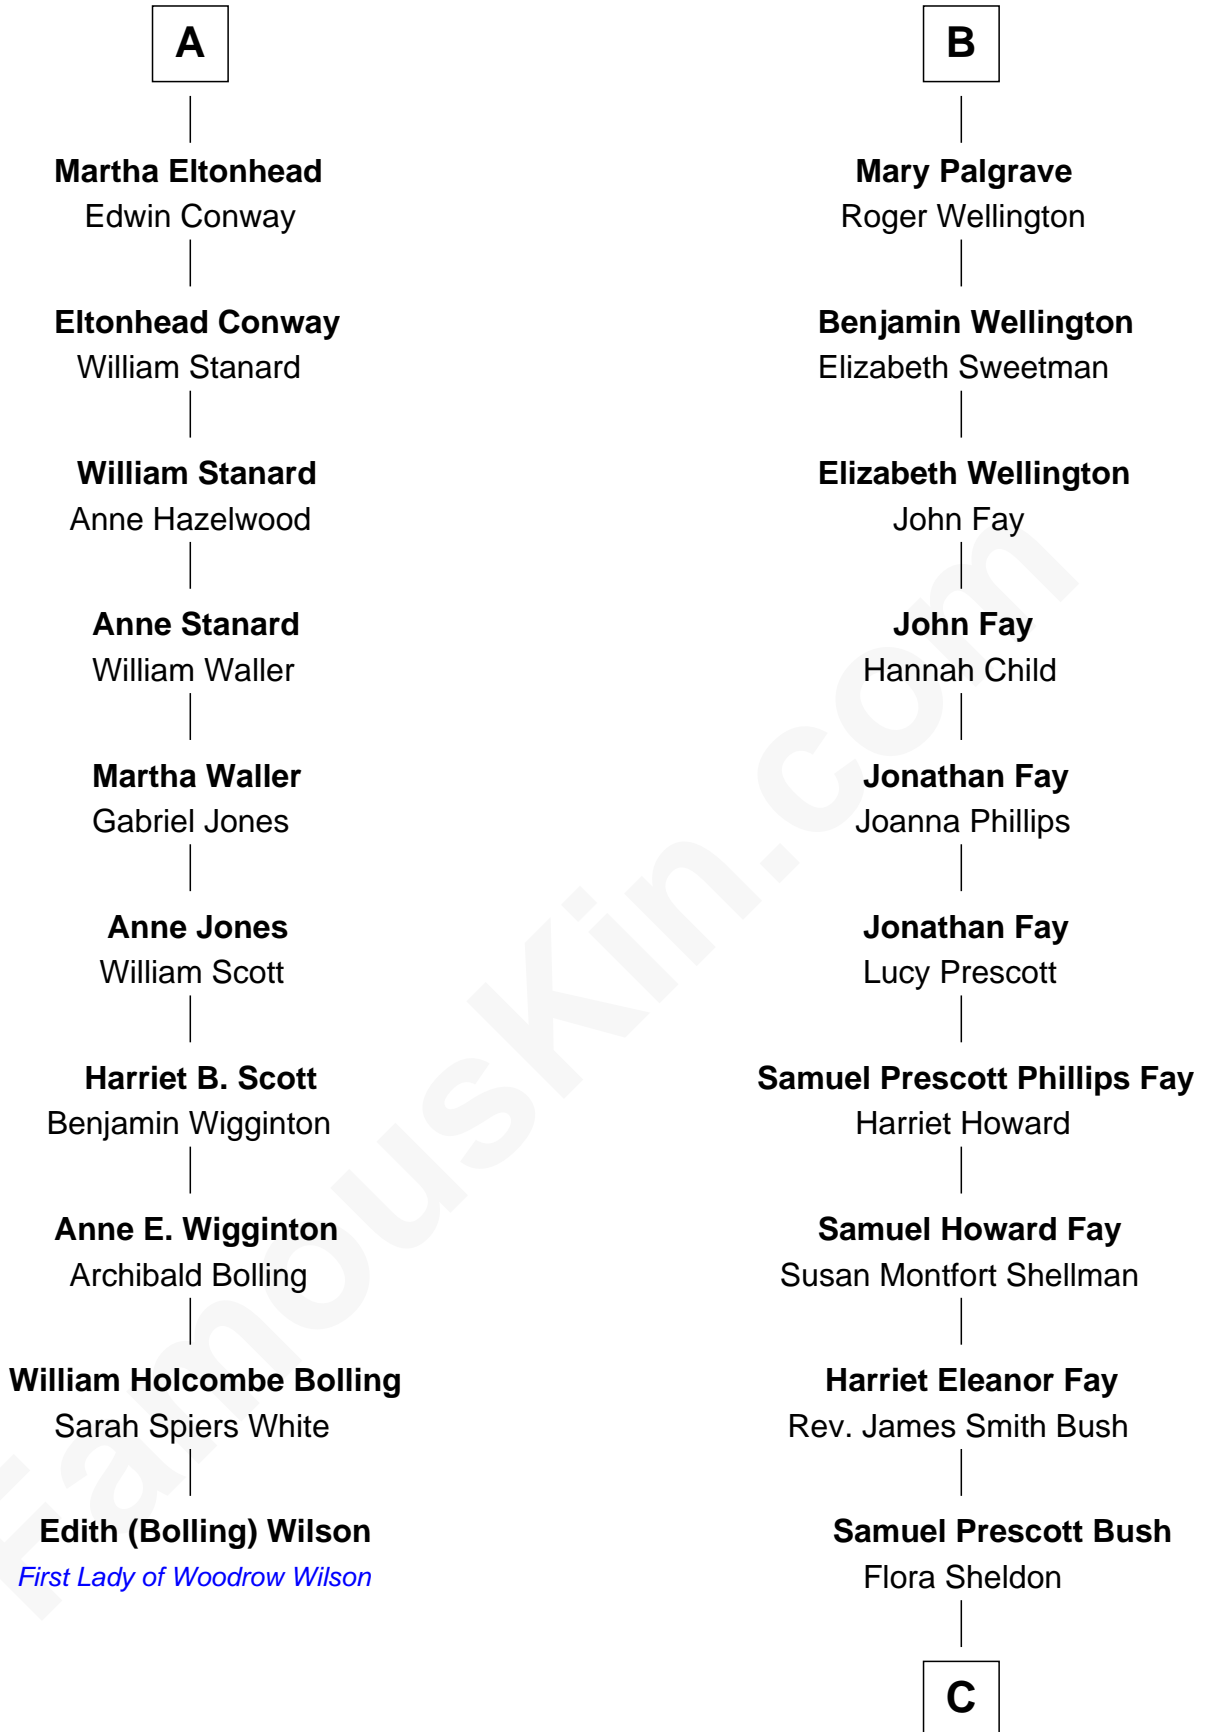 A
Martha Eltonhead
Edwin Conway
Eltonhead Conway
William Stanard
William Stanard
Anne Hazelwood
Anne Stanard
William Waller
Martha Waller
Gabriel Jones
Anne Jones
William Scott
Harriet B. Scott
Benjamin Wigginton
Anne E. Wigginton
Archibald Bolling
William Holcombe Bolling
Sarah Spiers White
Edith (Bolling) Wilson
First Lady of Woodrow Wilson
B
Mary Palgrave
Roger Wellington
Benjamin Wellington
Elizabeth Sweetman
Elizabeth Wellington
John Fay
John Fay
Hannah Child
Jonathan Fay
Joanna Phillips
Jonathan Fay
Lucy Prescott
Samuel Prescott Phillips Fay
Harriet Howard
Samuel Howard Fay
Susan Montfort Shellman
Harriet Eleanor Fay
Rev. James Smith Bush
Samuel Prescott Bush
Flora Sheldon
C
FamousKin.com